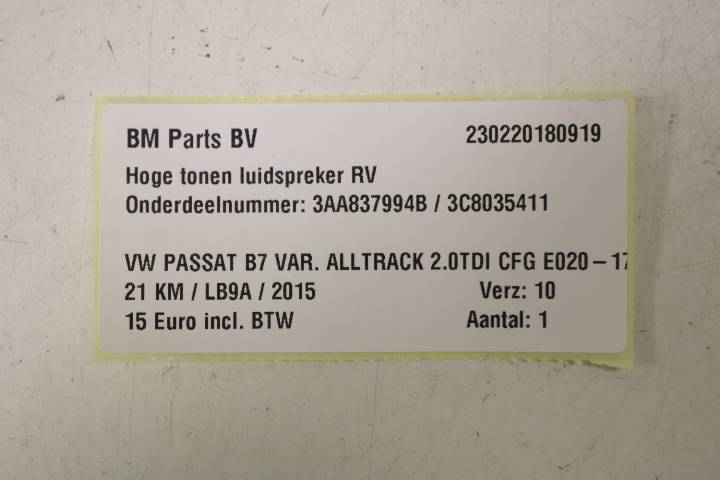 BM Parts BV 230220180919
Hoge tonen luidspreker RV
Onderdeelnummer: 3AA837994B / 3C8035411
VW PASSAT B7 VAR. ALLTRACK 2.0TDI CFG E020-17
21 KM / LB9A / 2015 Verz: 10
15 Euro incl. BTW Aantal: 1